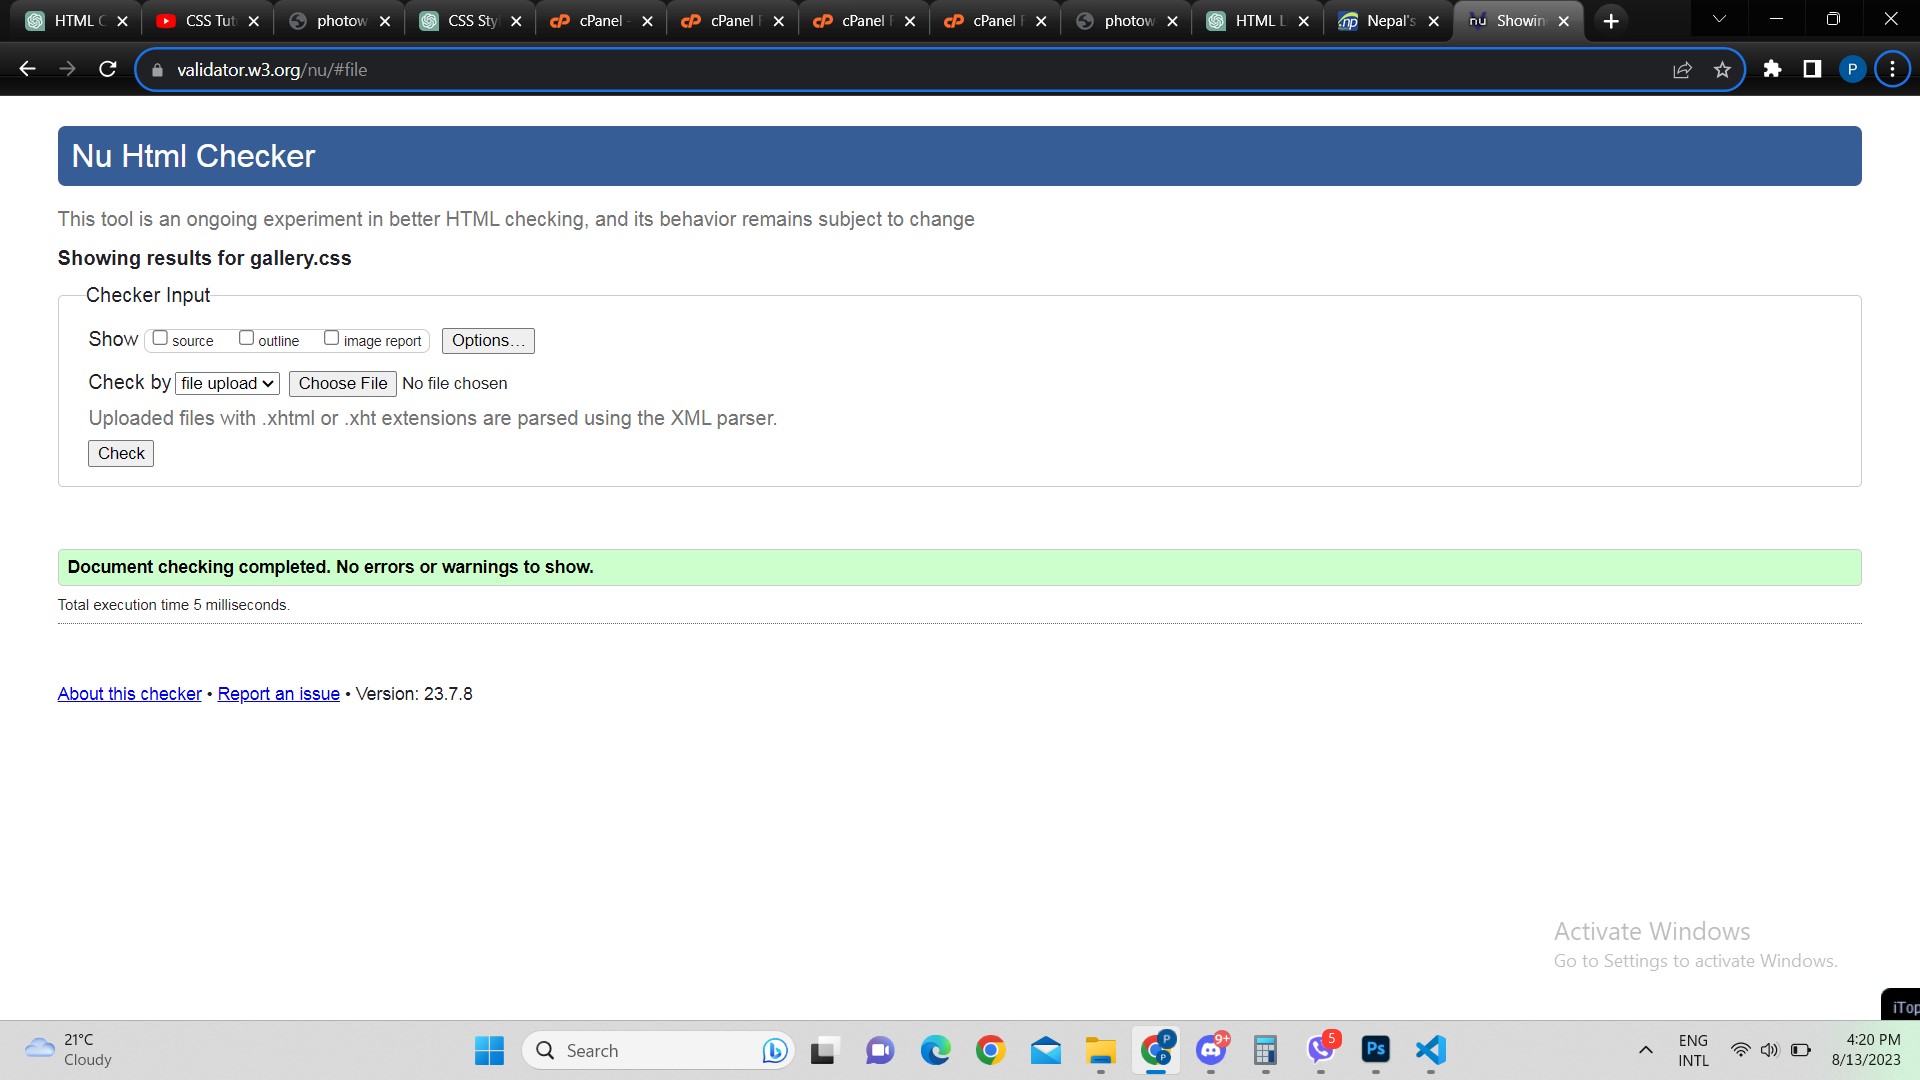 HTML C
CSS Tut
photow
CSS Styl
cPanel -
cPanel F
cPanel F
cPanel F
photow
HTML L
Nepal's
Showin
validator.w3.org/nu/#file
P
Nu Html Checker
This tool is an ongoing experiment in better HTML checking, and its behavior remains subject to change
Showing results for gallery.css
Checker Input
Show source outline image report Options...
Check by file upload Choose File No file chosen
Uploaded files with .xhtml or .xht extensions are parsed using the XML parser.
Check
Document checking completed. No errors or warnings to show.
Total execution time 5 milliseconds.
About this checker • Report an issue • Version: 23.7.8
Activate Windows
Go to Settings to activate Windows.
iTop
21°C
Cloudy
Search
P
P
9+
5
Ps
ENG
INTL
4:20 PM
8/13/2023